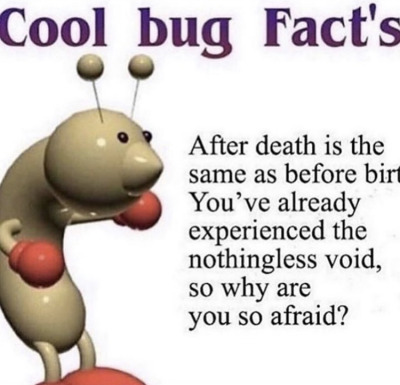 Cool bug Fact's
After death is the
same as before birt
You've already
experienced the
nothingless void,
so why are
you so afraid?